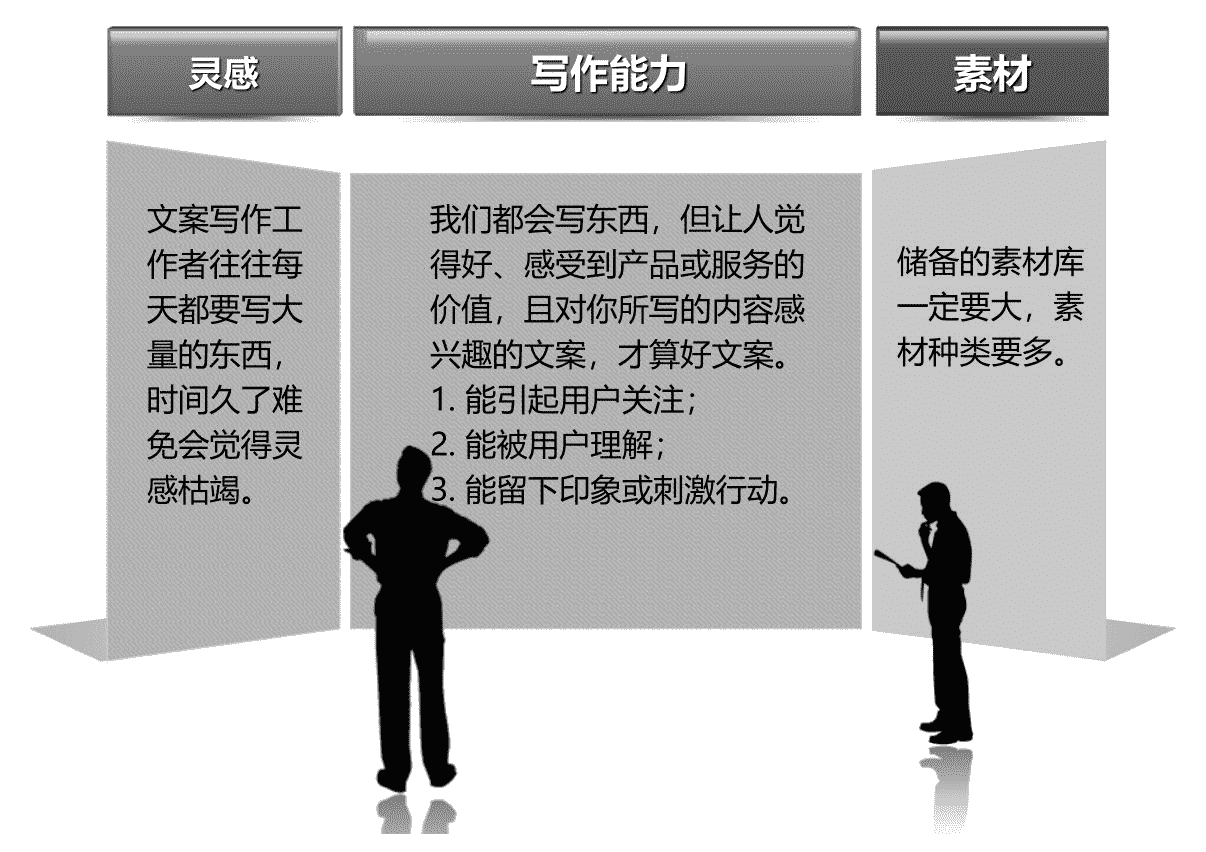 灵感
写作能力
素材
文案写作工
作者往往每
天都要写大
量的东西，
时间久了难
免会觉得灵
感枯竭。
我们都会写东西，但让人觉
得好、感受到产品或服务的
价值，且对你所写的内容感
兴趣的文案，才算好文案。
1. 能引起用户关注；
2. 能被用户理解；
3. 能留下印象或刺激行动。
储备的素材库
一定要大，素
材种类要多。